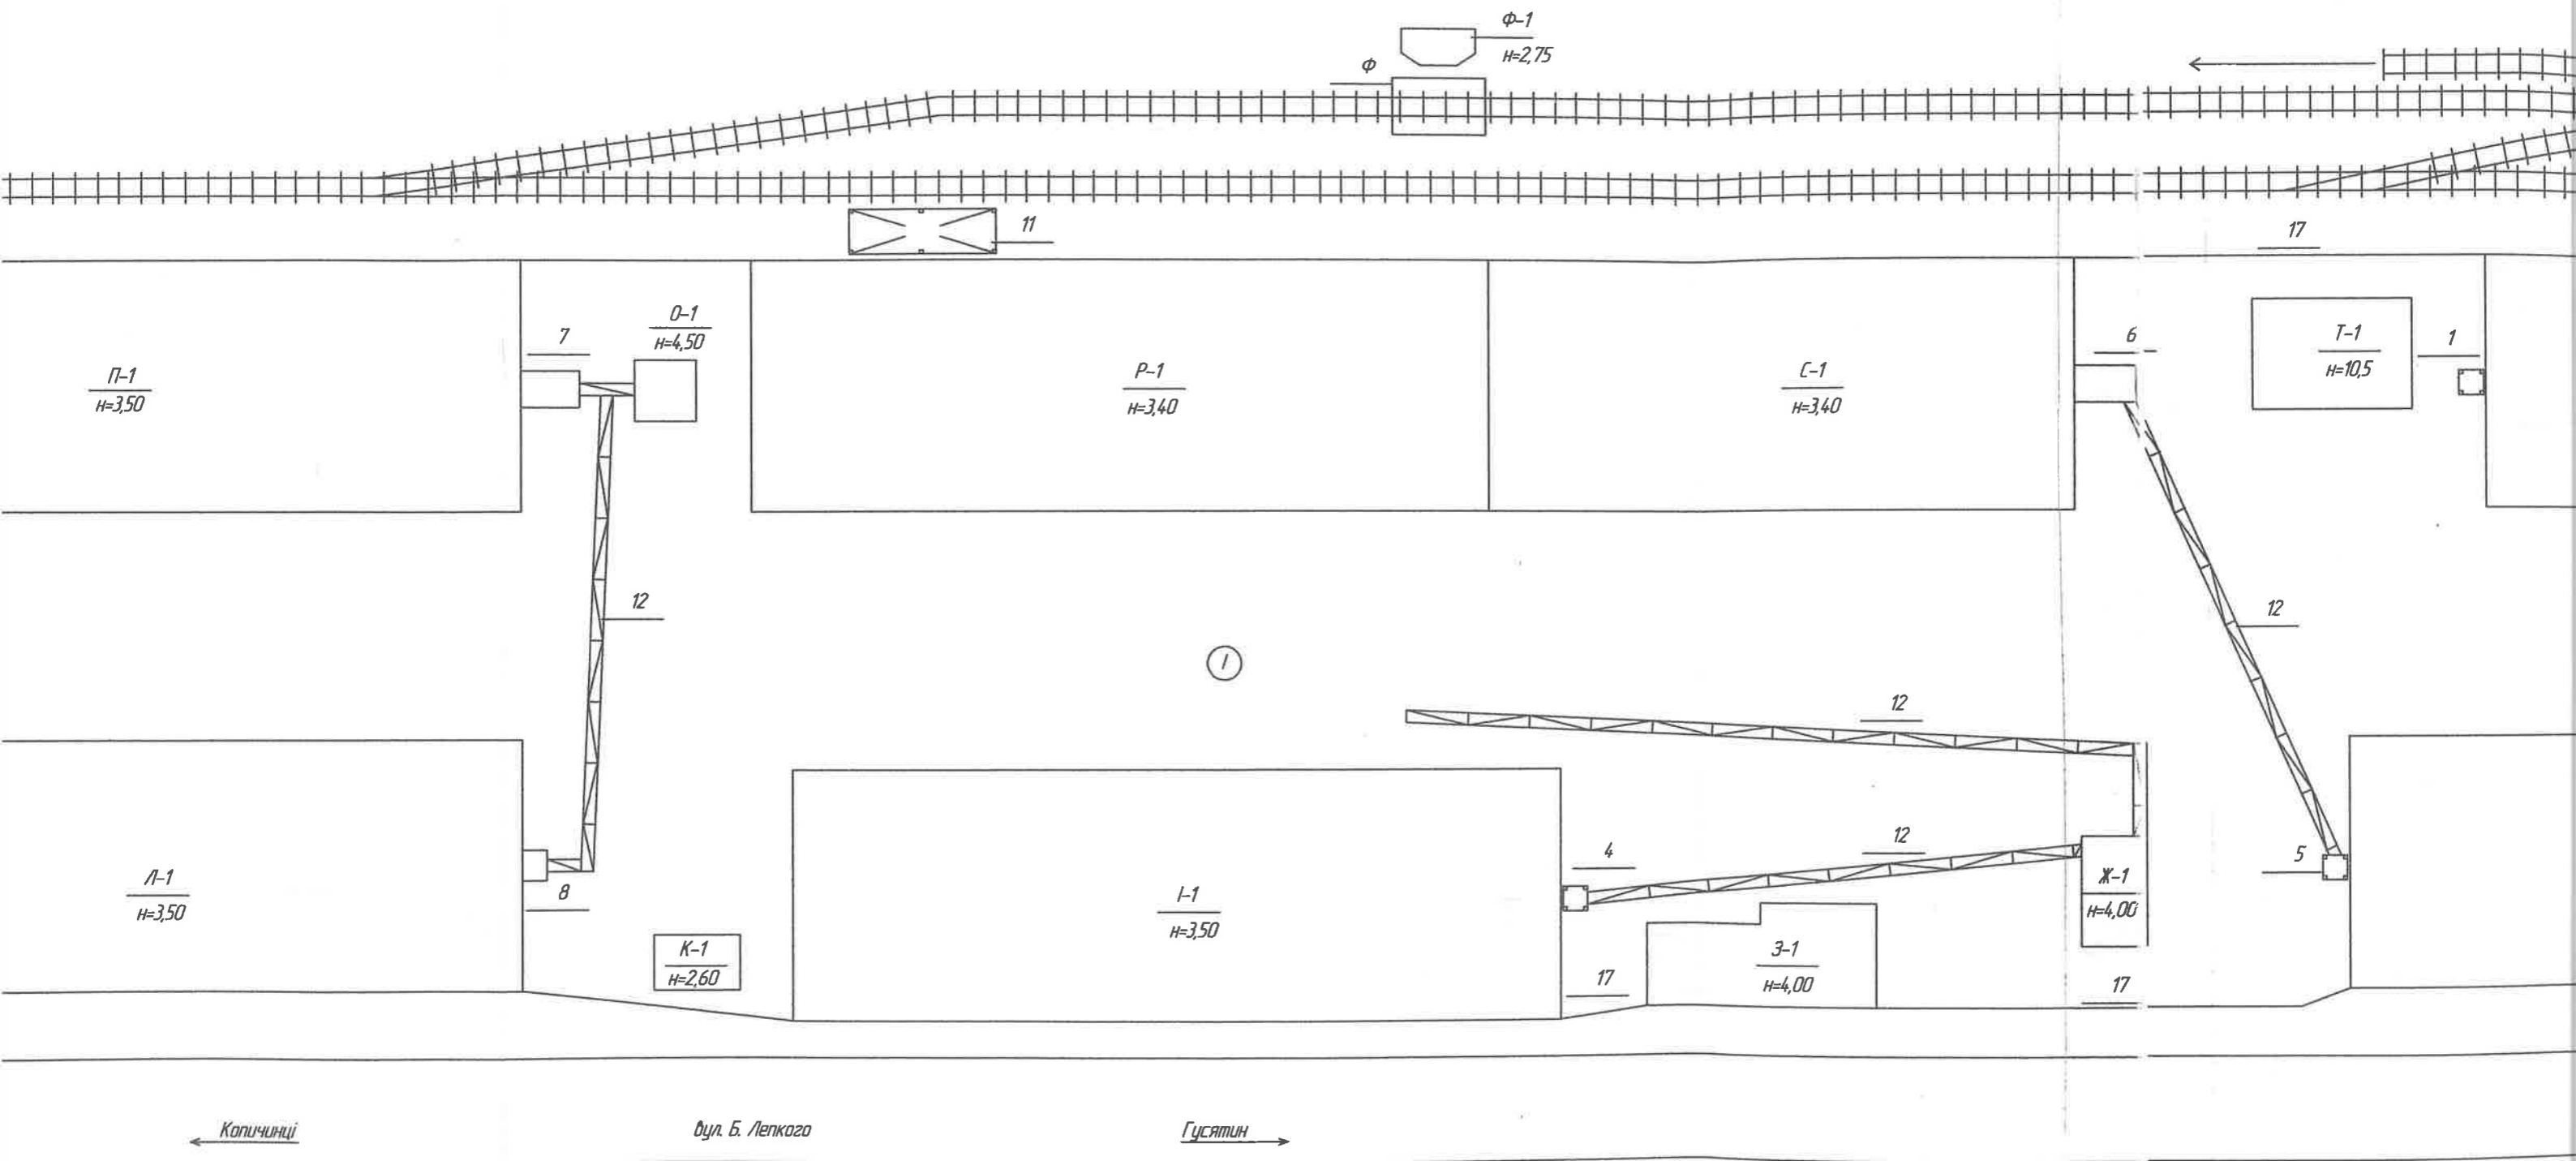 Ф-1
н=2,75
Ф
11
17
П-1
н=3,50
7
О-1
н=4,50
Р-1
н=3,40
С-1
н=3,40
6
Т-1
н=10,5
1
12
12
I
12
12
4
5
Л-1
н=3,50
8
К-1
н=2,60
І-1
н=3,50
17
З-1
н=4,00
Ж-1
н=4,00
17
Копичинці
вул. Б. Лепкого
Гусятин